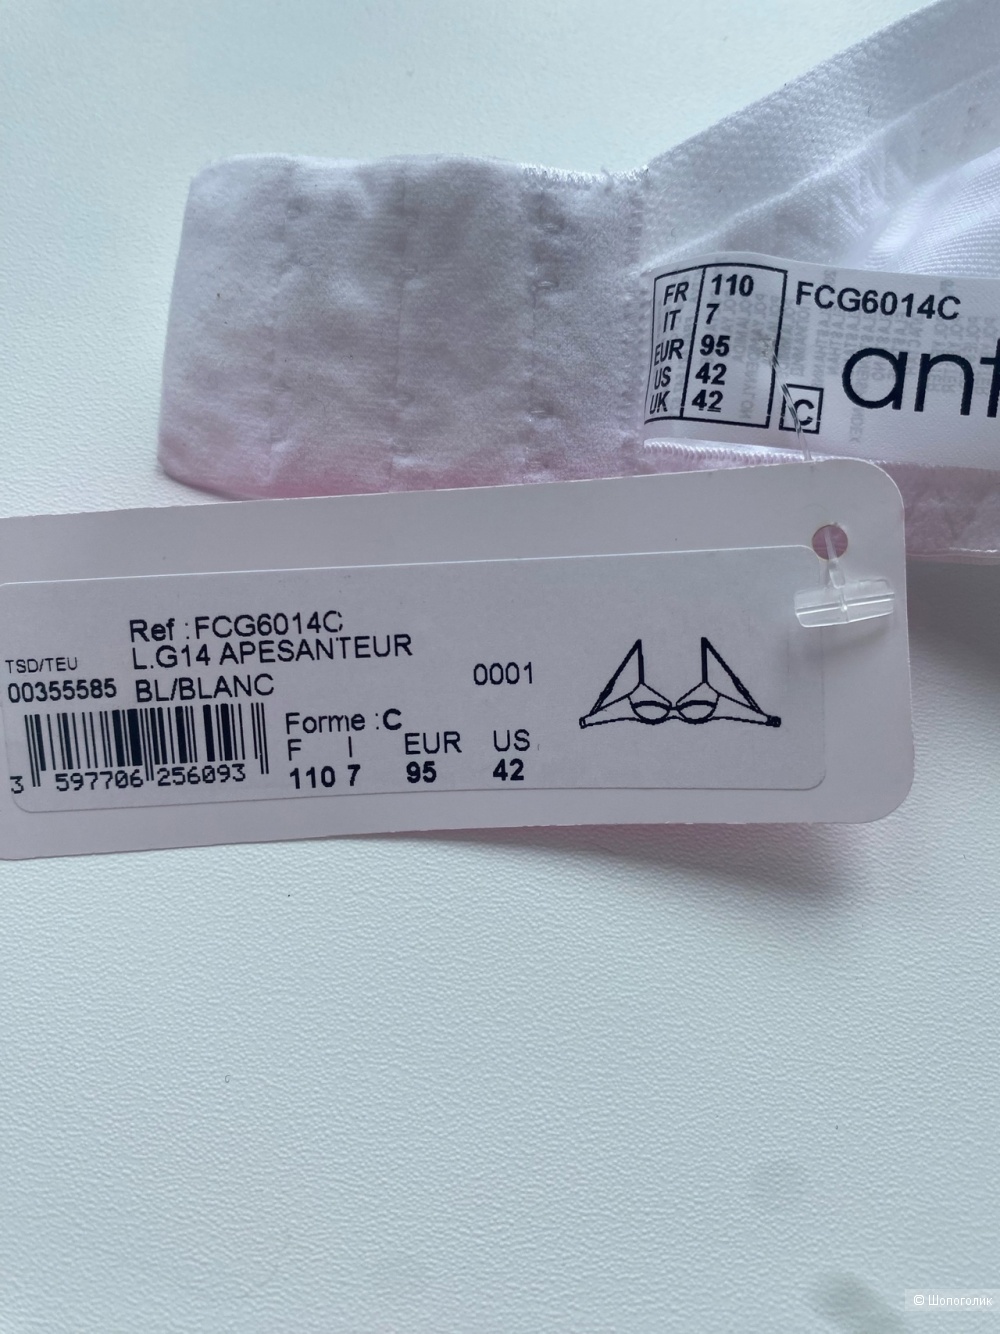 FR 110
IT 7
EUR 95
US 42
UK 42
FCG6014C
C
ant
Ref : FCG6014C
L.G14 APESANTEUR
TSD/TEU
00355585 BL/BLANC
0001
Forme : C
F I EUR US
110 7 95 42
3 597706 256093
© Шопоголик